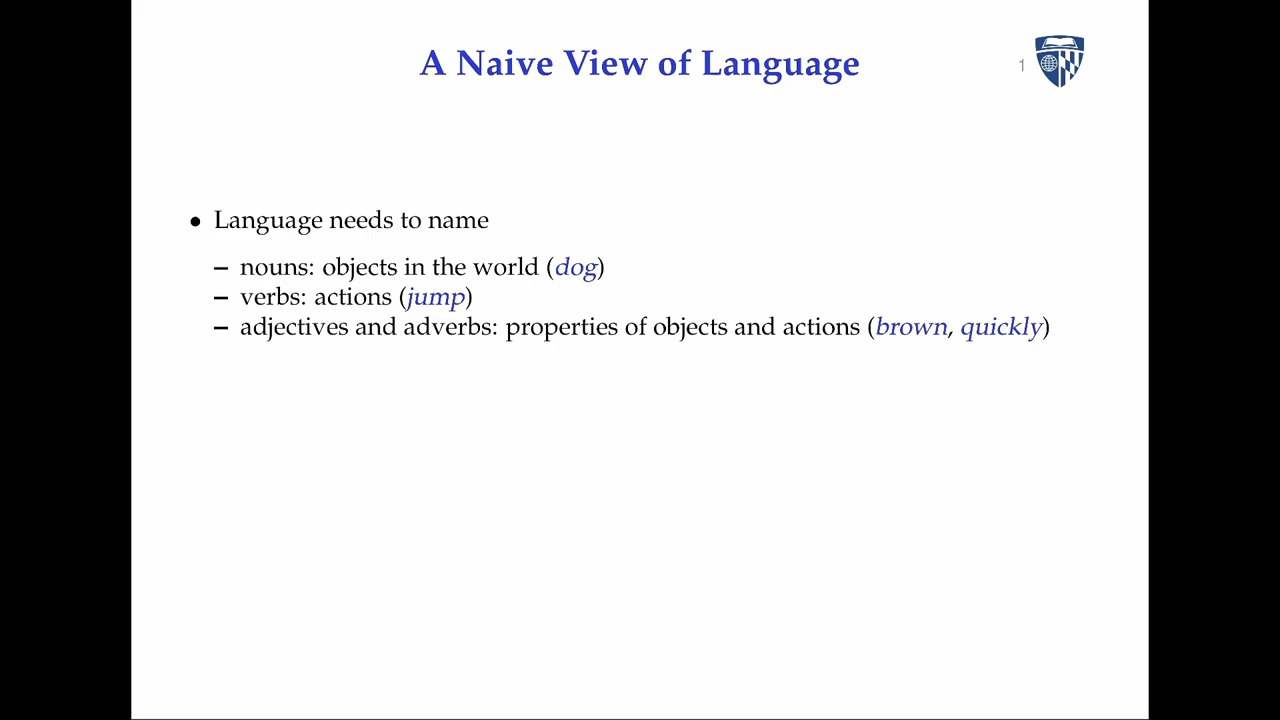 A Naive View of Language
1
• Language needs to name
– nouns: objects in the world (dog)
– verbs: actions (jump)
– adjectives and adverbs: properties of objects and actions (brown, quickly)